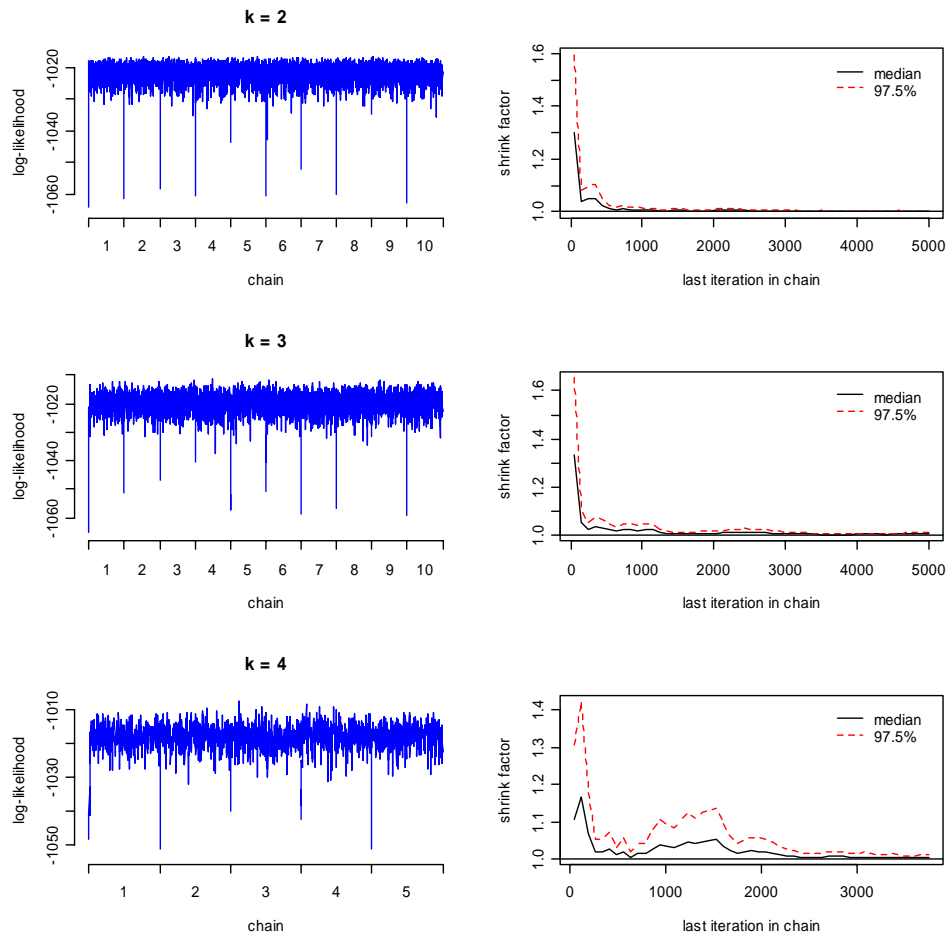 k = 2
log-likelihood
-1020
-1040
-1060
1 2 3 4 5 6 7 8 9 10
chain
shrink factor
1.6
1.4
1.2
1.0
median
97.5%
0 1000 2000 3000 4000 5000
last iteration in chain
k = 3
log-likelihood
-1020
-1040
-1060
1 2 3 4 5 6 7 8 9 10
chain
shrink factor
1.6
1.4
1.2
1.0
median
97.5%
0 1000 2000 3000 4000 5000
last iteration in chain
k = 4
log-likelihood
-1010
-1030
-1050
1 2 3 4 5
chain
shrink factor
1.4
1.3
1.2
1.1
1.0
median
97.5%
0 1000 2000 3000
last iteration in chain